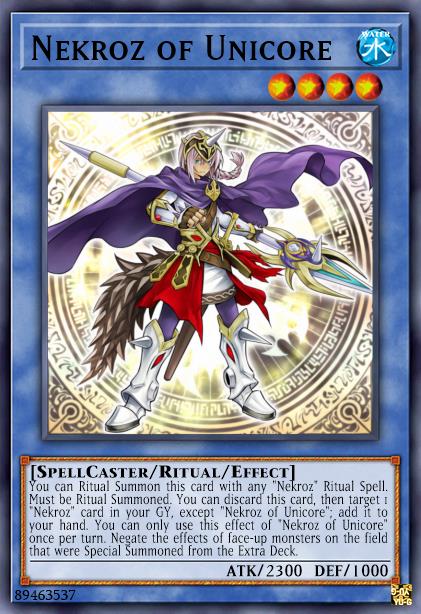 Nekroz of Unicore
WATER
水
[SpellCaster/Ritual/Effect]
You can Ritual Summon this card with any "Nekroz" Ritual Spell.
Must be Ritual Summoned. You can discard this card, then target 1
"Nekroz" card in your GY, except "Nekroz of Unicore"; add it to
your hand. You can only use this effect of "Nekroz of Unicore"
once per turn. Negate the effects of face-up monsters on the field
that were Special Summoned from the Extra Deck.
ATK/2300 DEF/1000
89463537